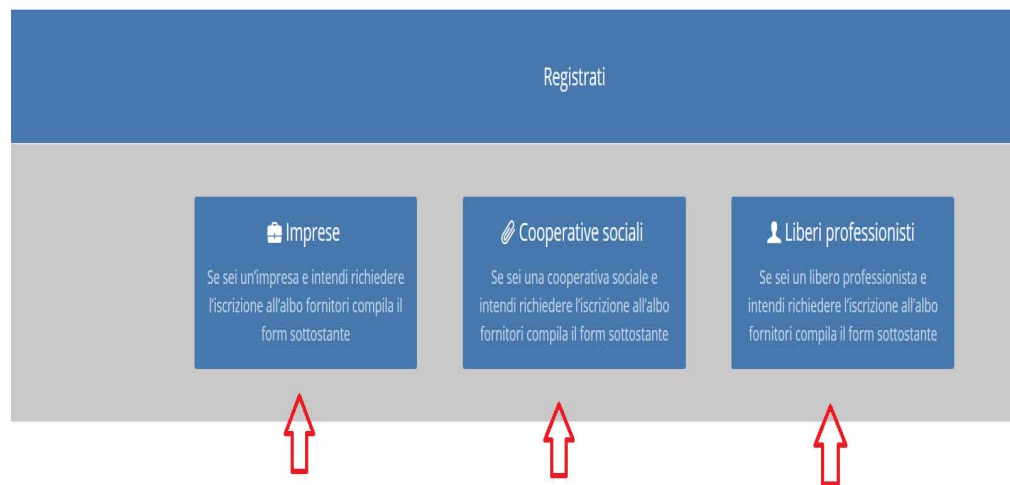 Registrati
Imprese
Se sei un'impresa e intendi richiedere
l'iscrizione all'albo fornitori compila il
form sottostante
Cooperative sociali
Se sei una cooperativa sociale e
intendi richiedere l'iscrizione all'albo
fornitori compila il form sottostante
Liberi professionisti
Se sei un libero professionista e
intendi richiedere l'iscrizione all'albo
fornitori compila il form sottostante